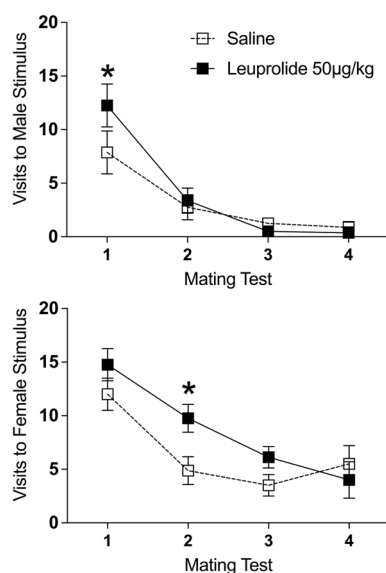 20
15
10
5
0
Visits to Male Stimulus
Saline
Leuprolide 50µg/kg
*
1 2 3 4
Mating Test
20
15
10
5
0
Visits to Female Stimulus
*
1 2 3 4
Mating Test